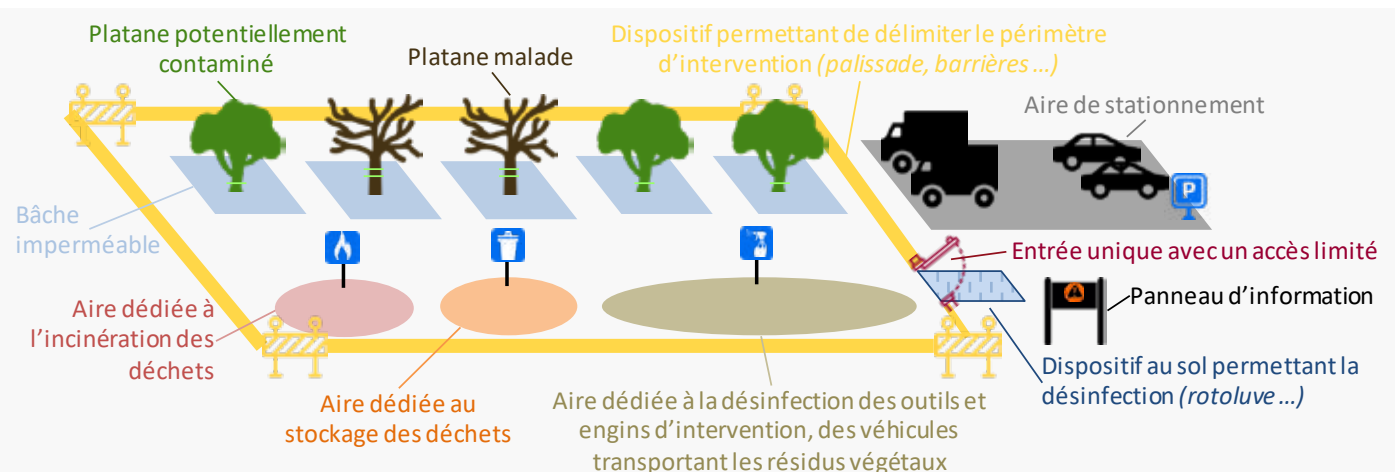 Platane potentiellement
contaminé
Platane malade
Dispositif permettant de délimiter le périmètre
d'intervention (palissade, barrières ...)
Aire de stationnement
P
Bâche
imperméable
Entrée unique avec un accès limité
Panneau d'information
Aire dédiée à
l'incinération des
déchets
Dispositif au sol permettant la
désinfection (rotoluve ...)
Aire dédiée au
stockage des déchets
Aire dédiée à la désinfection des outils et
engins d'intervention, des véhicules
transportant les résidus végétaux